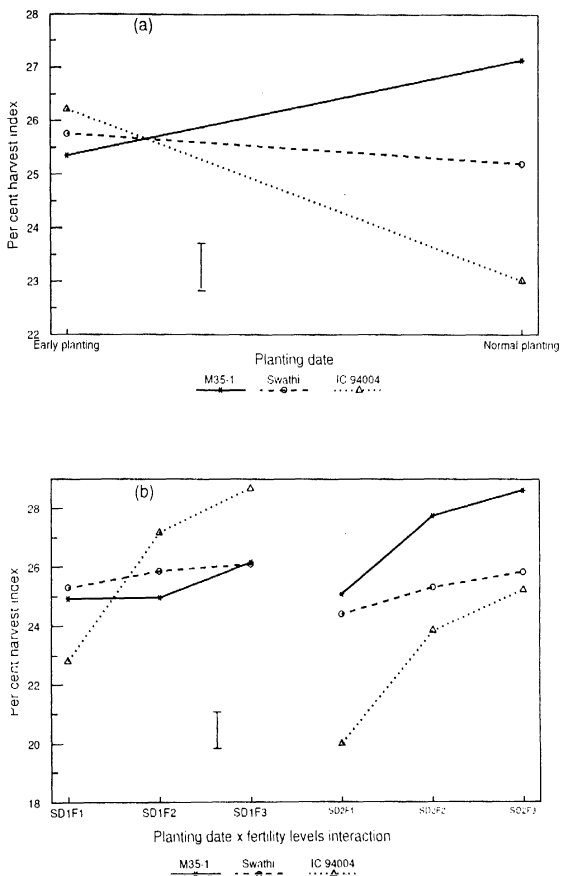 (a)
28
27
26
25
24
23
22
Per cent harvest index
Early planting
Normal planting
Planting date
M35-1 Swathi IC 94004
(b)
28
26
24
22
20
18
Per cent harvest index
SD1F1 SD1F2 SD1F3 SD2F1 SD2F2 SD2F3
Planting date x fertility levels interaction
M35-1 Swathi IC 94004